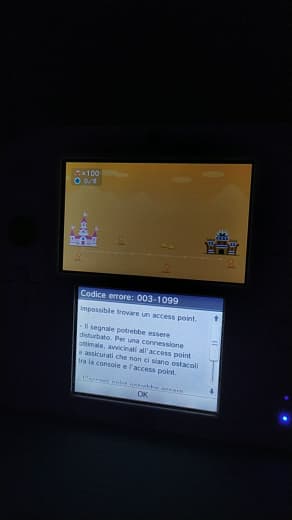 ×100
0/8
Codice errore: 003-1099
Impossibile trovare un access point.
- Il segnale potrebbe essere
disturbato. Per una connessione
ottimale, avvicinati all'access point
e assicurati che non ci siano ostacoli
tra la console e l'access point.
OK